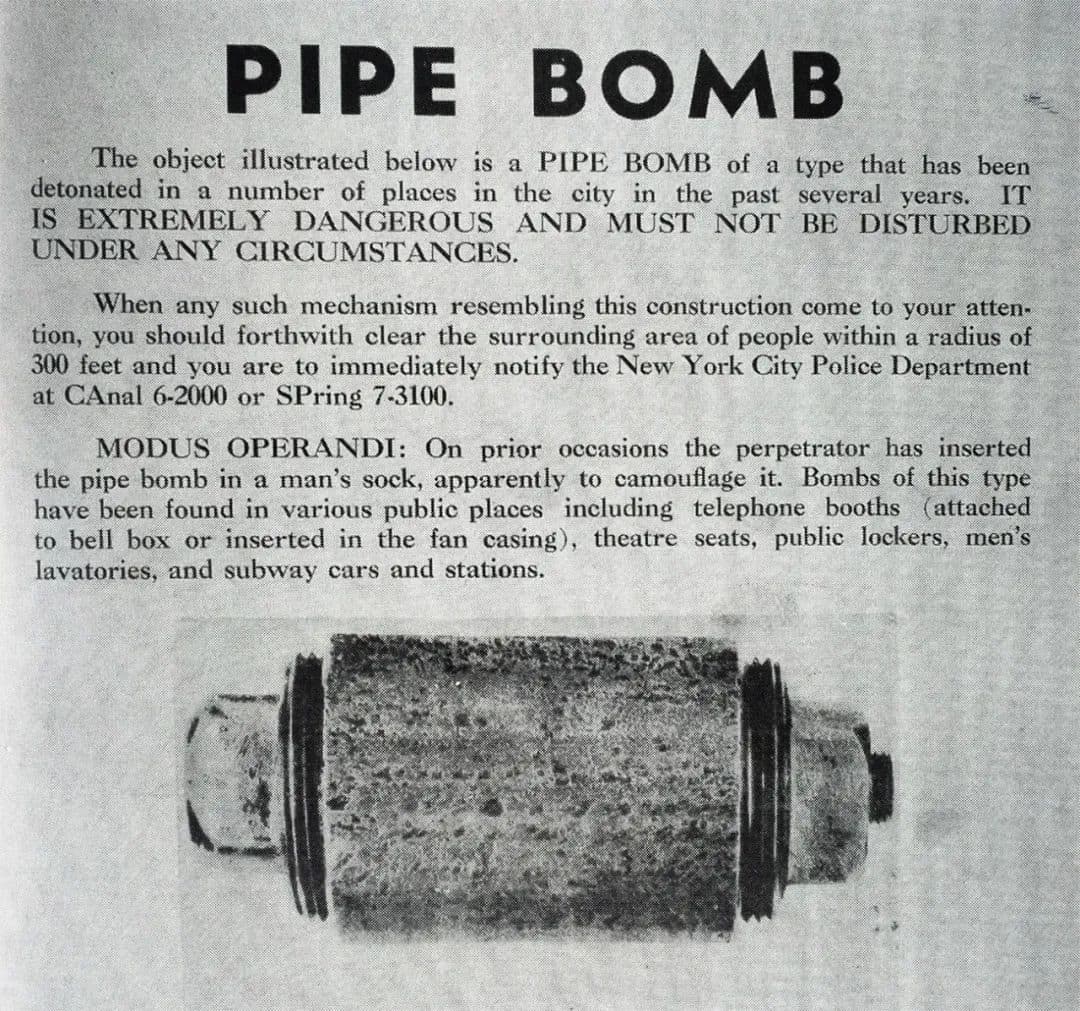 PIPE BOMB
The object illustrated below is a PIPE BOMB of a type that has been
detonated in a number of places in the city in the past several years. IT
IS EXTREMELY DANGEROUS AND MUST NOT BE DISTURBED
UNDER ANY CIRCUMSTANCES.
When any such mechanism resembling this construction come to your atten-
tion, you should forthwith clear the surrounding area of people within a radius of
300 feet and you are to immediately notify the New York City Police Department
at CAnal 6-2000 or SPring 7-3100.
MODUS OPERANDI: On prior occasions the perpetrator has inserted
the pipe bomb in a man's sock, apparently to camouflage it. Bombs of this type
have been found in various public places including telephone booths (attached
to bell box or inserted in the fan casing), theatre seats, public lockers, men's
lavatories, and subway cars and stations.